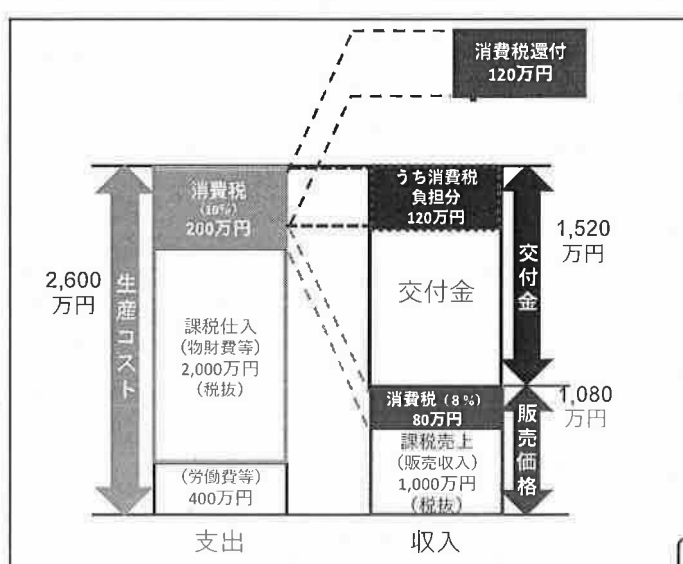 消費税還付
120万円
消費税
(10%)
200万円
うち消費税
負担分
120万円
1,520
万円
交付金
2,600
万円
生産コスト
交付金
課税仕入
(物財費等)
2,000万円
(税抜)
消費税（8%）
80万円
1,080
万円
課税売上
(販売収入)
1,000万円
(税抜)
販売価格
(労働費等)
400万円
支出
収入